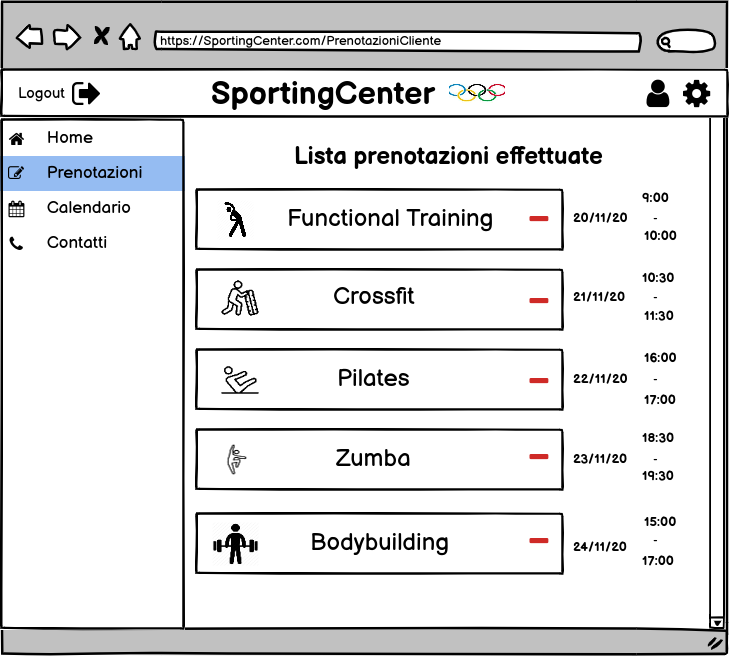 https://SportingCenter.com/PrenotazioniCliente
Logout
SportingCenter
Home
Prenotazioni
Calendario
Contatti
Lista prenotazioni effettuate
Functional Training
20/11/20
9:00
-
10:00
Crossfit
21/11/20
10:30
-
11:30
Pilates
22/11/20
16:00
-
17:00
Zumba
23/11/20
18:30
-
19:30
Bodybuilding
24/11/20
15:00
-
17:00